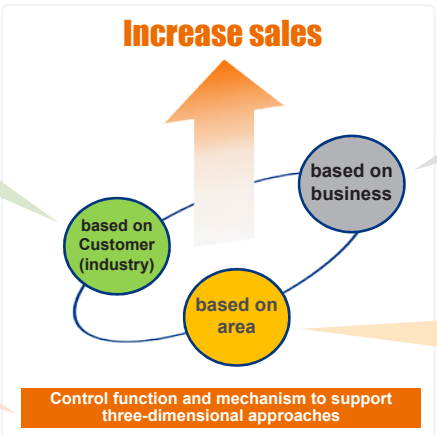 Increase sales
based on
business
based on
Customer
(industry)
based on
area
Control function and mechanism to support
three-dimensional approaches